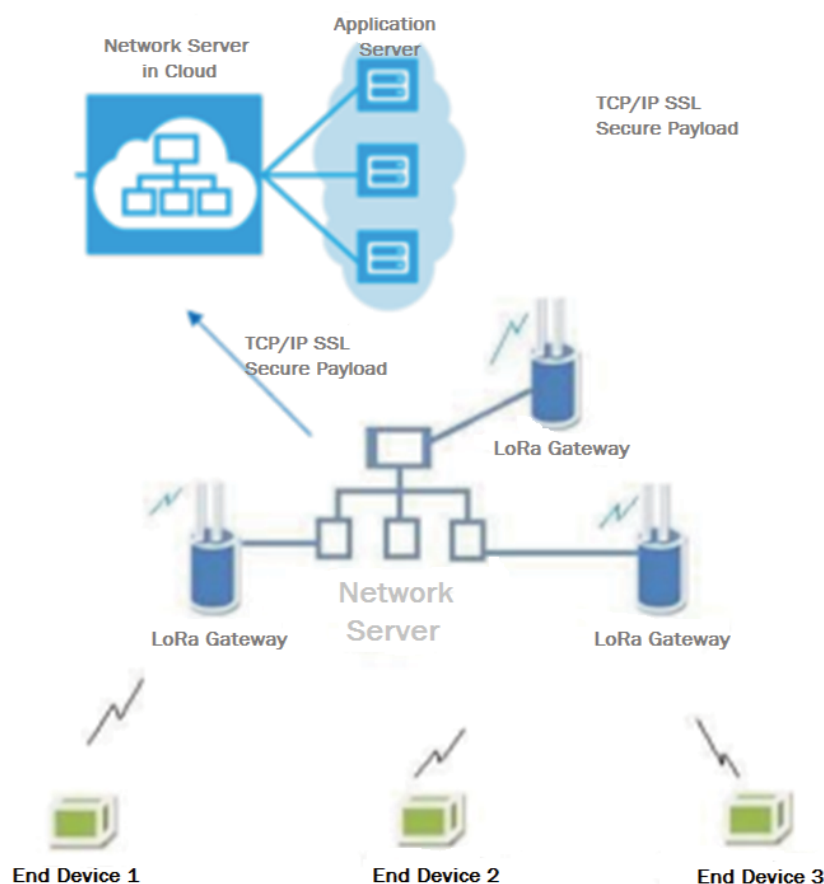 Application
Server
Network Server
in Cloud
TCP/IP SSL
Secure Payload
TCP/IP SSL
Secure Payload
LoRa Gateway
Network
Server
LoRa Gateway
LoRa Gateway
End Device 1
End Device 2
End Device 3